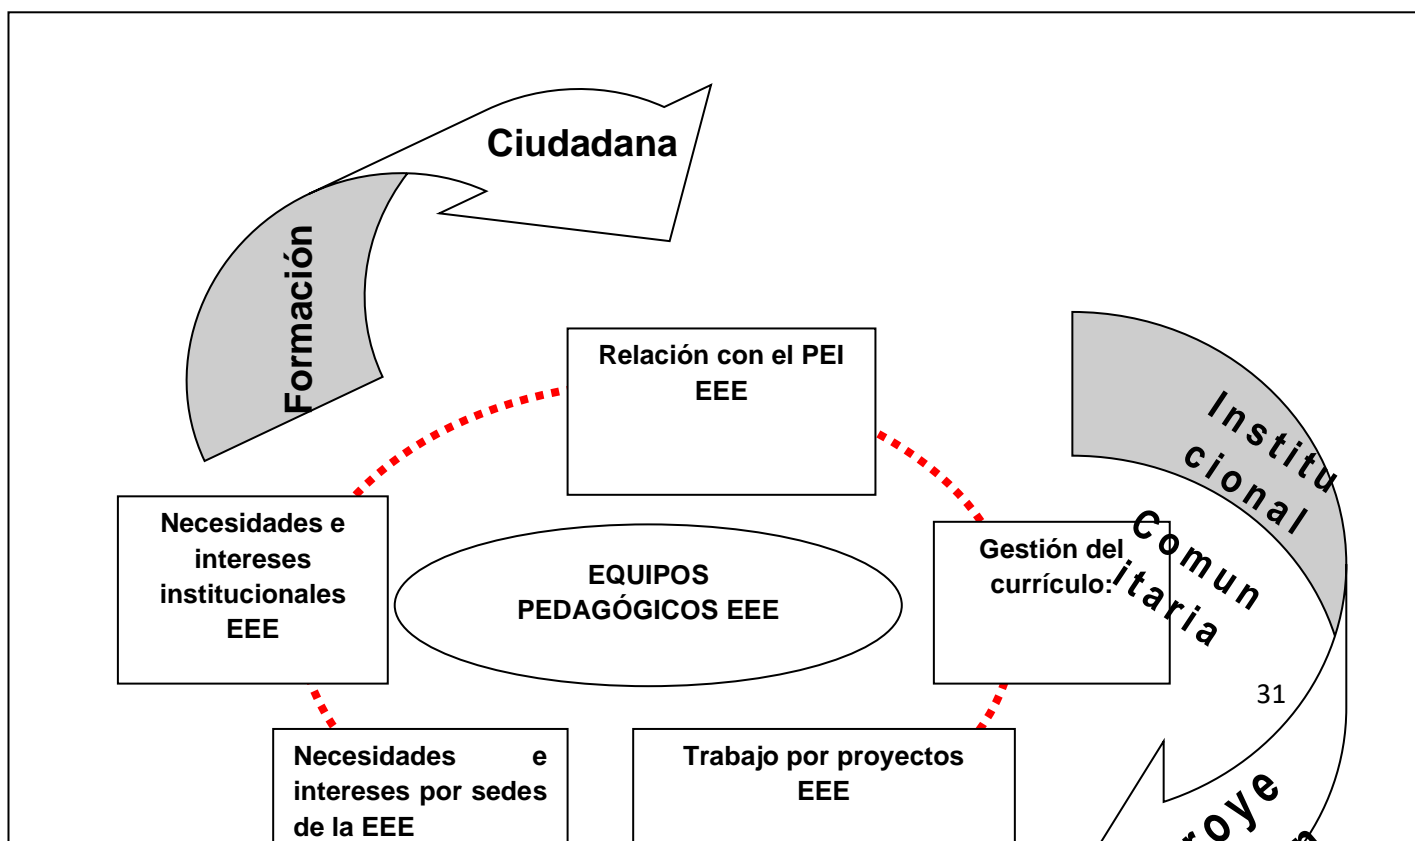 Ciudadana
Formación
Relación con el PEI
EEE
Institu
cional
Necesidades e
intereses
institucionales
EEE
EQUIPOS
PEDAGÓGICOS EEE
Gestión del
currículo:
Comun
itaria
31
Necesidades e
intereses por sedes
de la EEE
Trabajo por proyectos
EEE